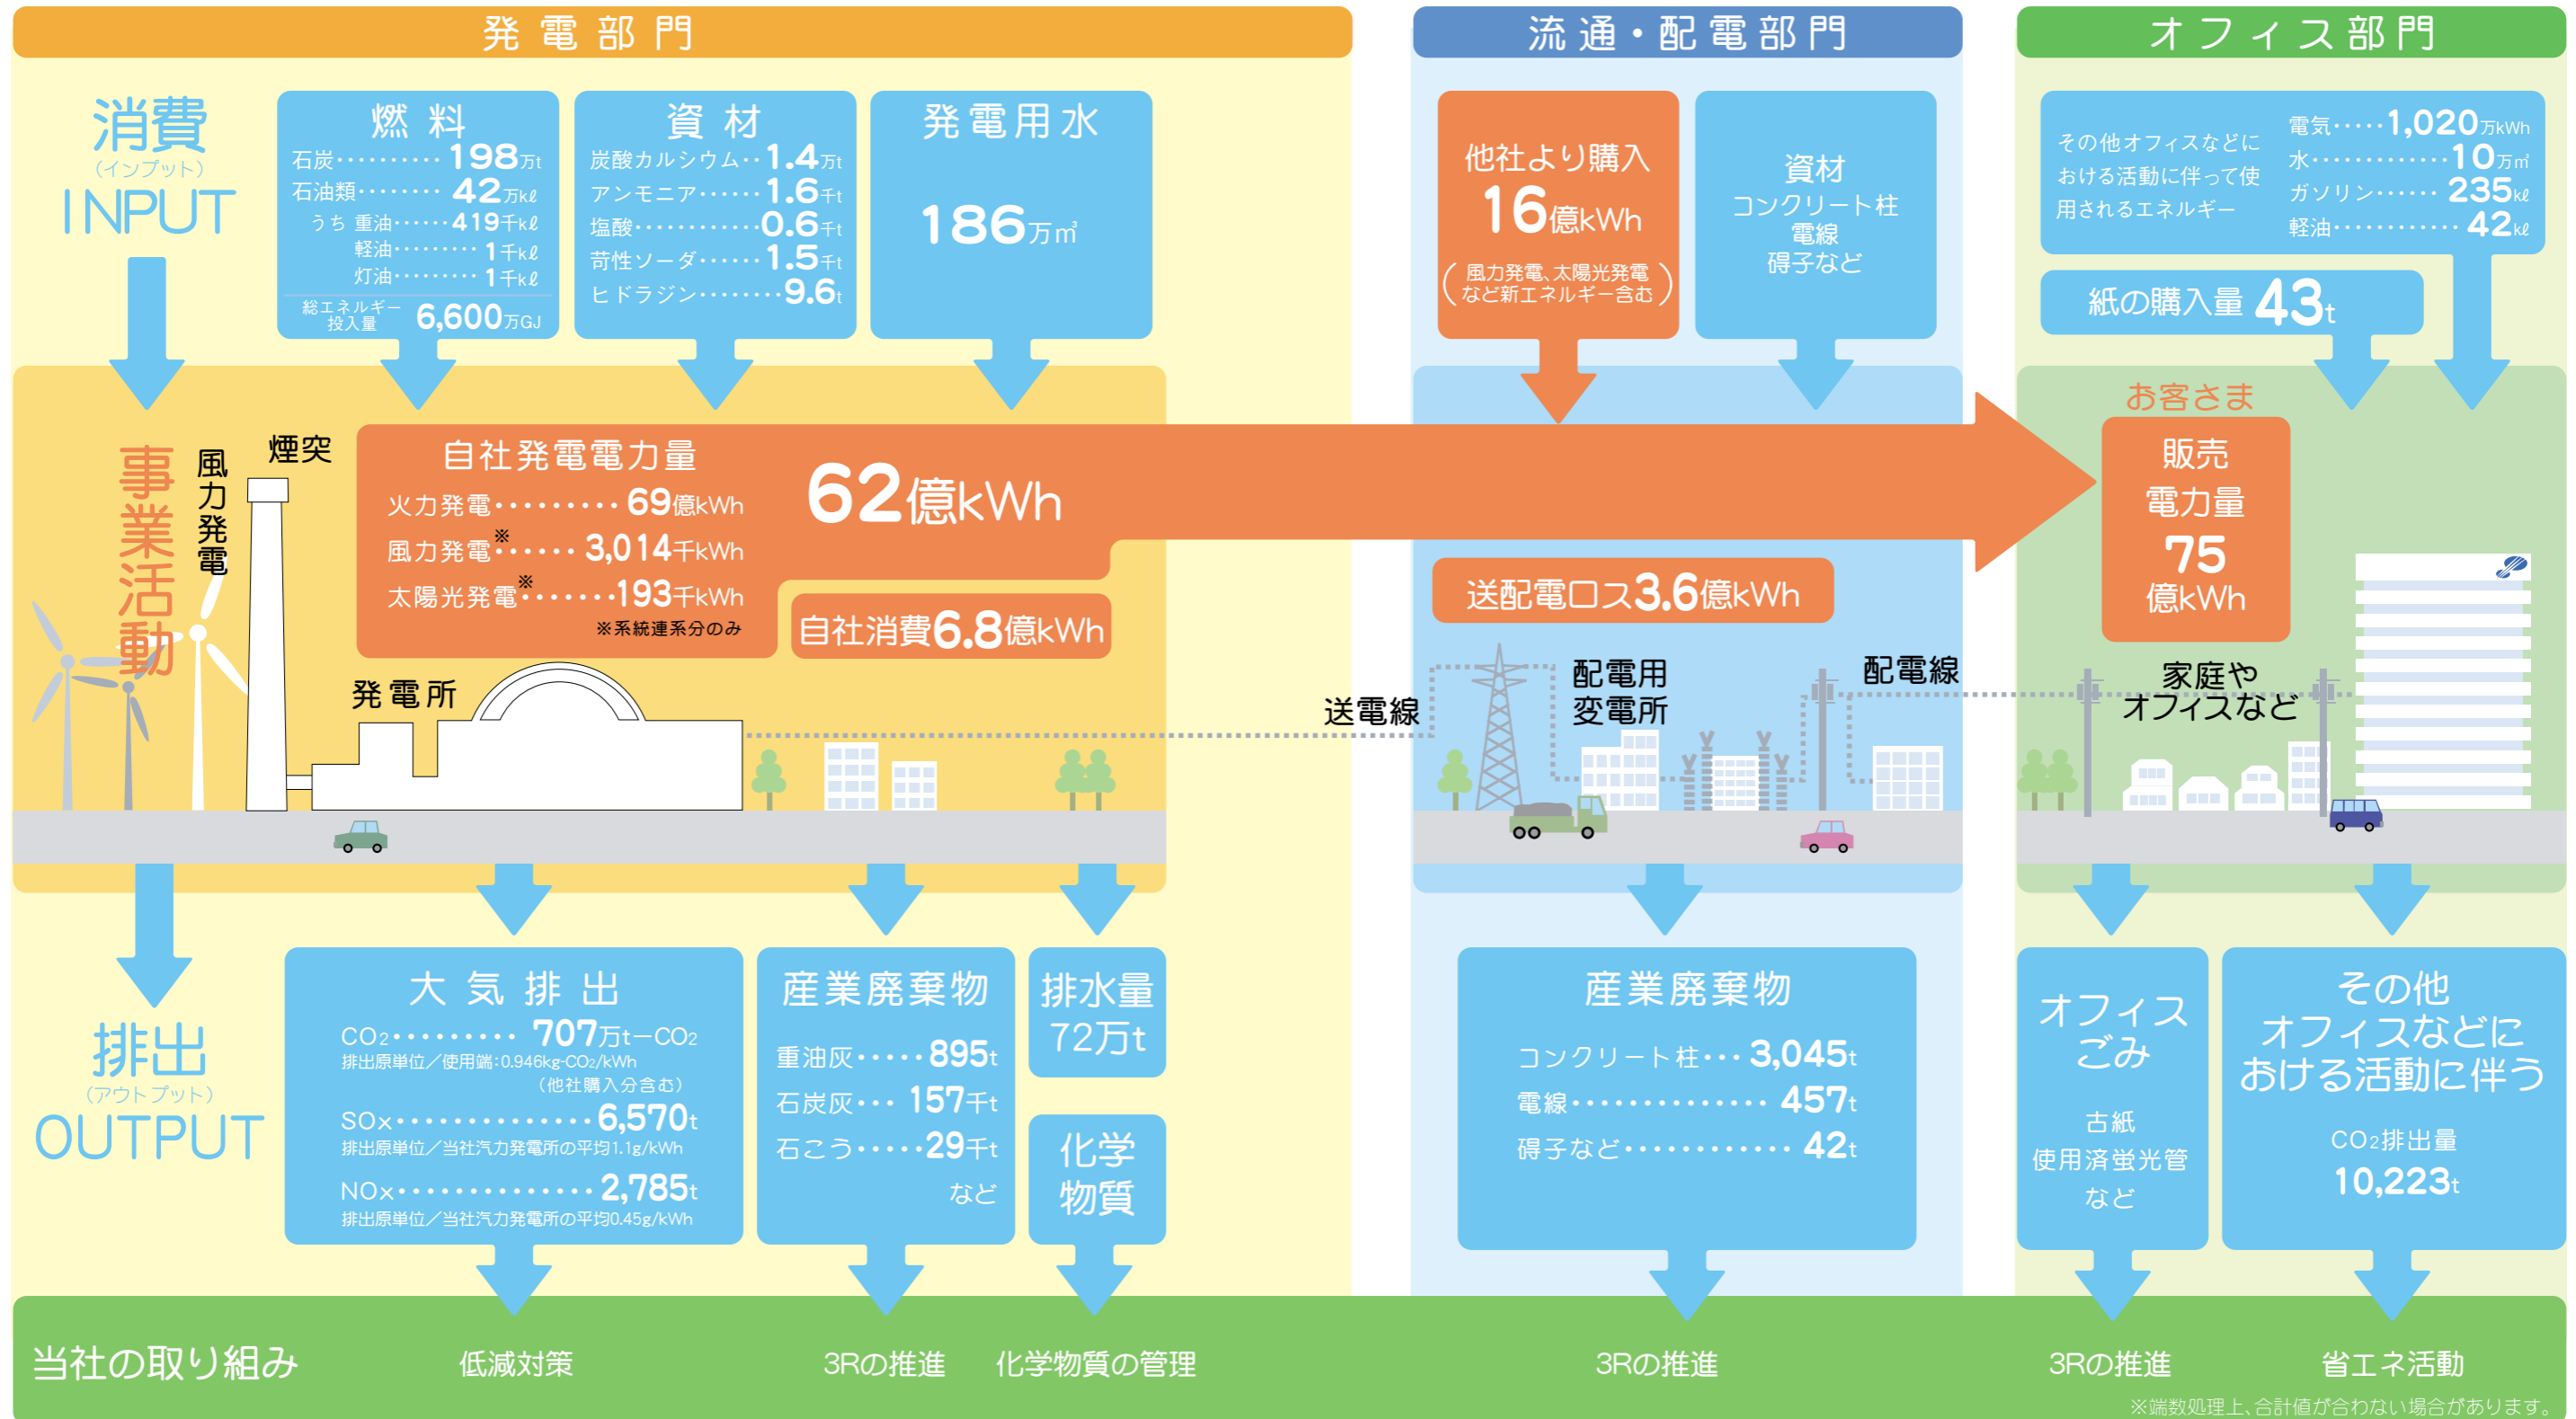 発電部門
消費
(インプット)
INPUT
燃料
石炭・・・・・・・・・・198万t
石油類・・・・・・・・42万kℓ
うち 重油・・・・・・419千kℓ
軽油・・・・・・・・・1千kℓ
灯油・・・・・・・・・1千kℓ
総エネルギー
投入量 6,600万GJ
資材
炭酸カルシウム・・1.4万t
アンモニア・・・・・・1.6千t
塩酸・・・・・・・・・・・・0.6千t
苛性ソーダ・・・・・・1.5千t
ヒドラジン・・・・・・・・9.6t
発電用水
186万㎥
流通・配電部門
他社より購入
16億kWh
(風力発電、太陽光発電
など新エネルギー含む)
資材
コンクリート柱
電線
碍子など
オフィス部門
その他オフィスなどに
おける活動に伴って使
用されるエネルギー
電気・・・・・1,020万kWh
水・・・・・・・・・・・・・10万㎥
ガソリン・・・・・・235kℓ
軽油・・・・・・・・・・・・42kℓ
紙の購入量 43t
事業活動
風力発電
煙突
自社発電電力量
火力発電・・・・・・・・・69億kWh
風力発電※・・・・・・3,014千kWh
太陽光発電※・・・・・・・193千kWh
※系統連系分のみ
62億kWh
自社消費6.8億kWh
発電所
送電線
送配電ロス3.6億kWh
配電用
変電所
配電線
お客さま
販売
電力量
75
億kWh
家庭や
オフィスなど
排出
(アウトプット)
OUTPUT
大気排出
CO2・・・・・・・・・707万t－CO2
排出原単位／使用端:0.946kg-CO2/kWh
(他社購入分含む)
SOx・・・・・・・・・・・・・・6,570t
排出原単位／当社汽力発電所の平均1.1g/kWh
NOx・・・・・・・・・・・・・・2,785t
排出原単位／当社汽力発電所の平均0.45g/kWh
産業廃棄物
重油灰・・・・・895t
石炭灰・・・157千t
石こう・・・・・29千t
など
排水量
72万t
化学
物質
産業廃棄物
コンクリート柱・・・3,045t
電線・・・・・・・・・・・・・・457t
碍子など・・・・・・・・・・・・42t
オフィス
ごみ
古紙
使用済蛍光管
など
その他
オフィスなどに
おける活動に伴う
CO2排出量
10,223t
当社の取り組み
低減対策
3Rの推進
化学物質の管理
3Rの推進
3Rの推進
省エネ活動
※端数処理上、合計値が合わない場合があります。